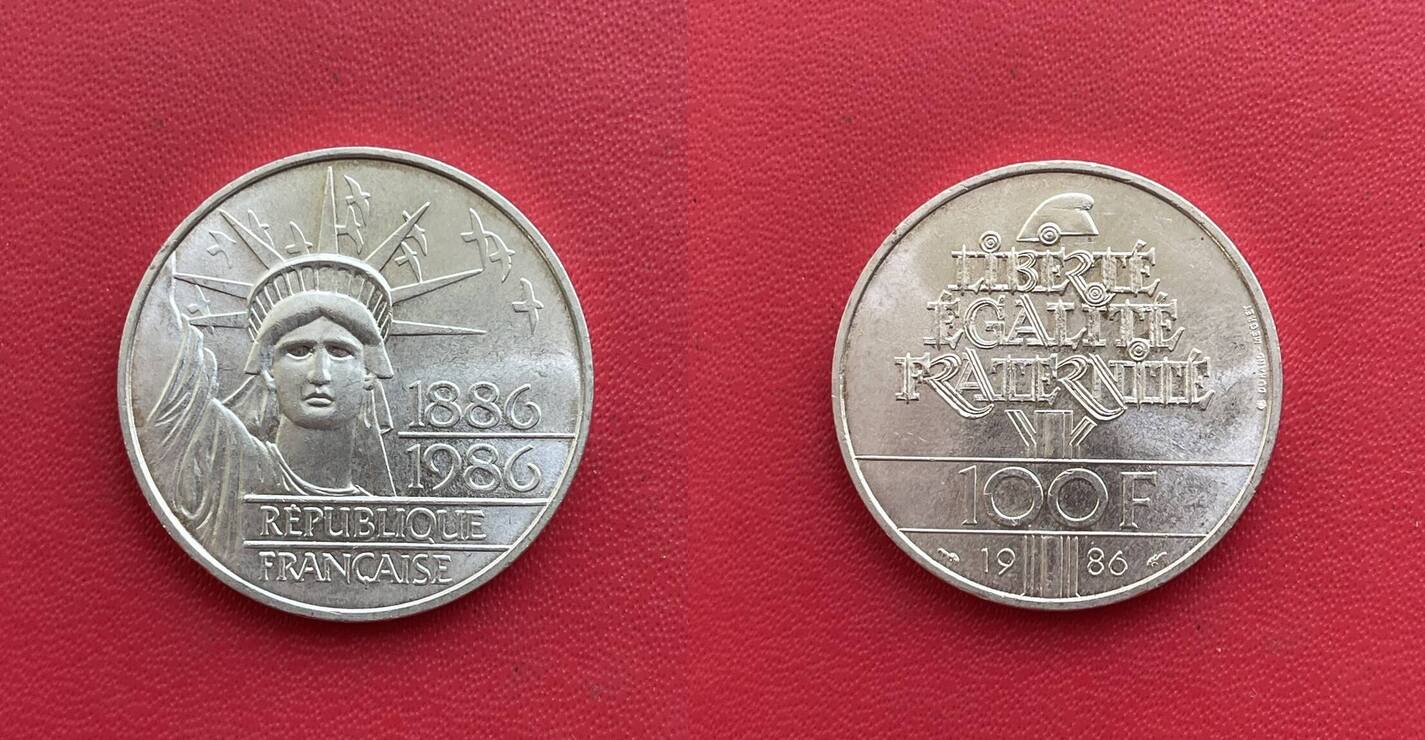 1886
1986
RÉPUBLIQUE
FRANÇAISE
LIBERTÉ
ÉGALITÉ
FRATERNITÉ
100 F
19 86